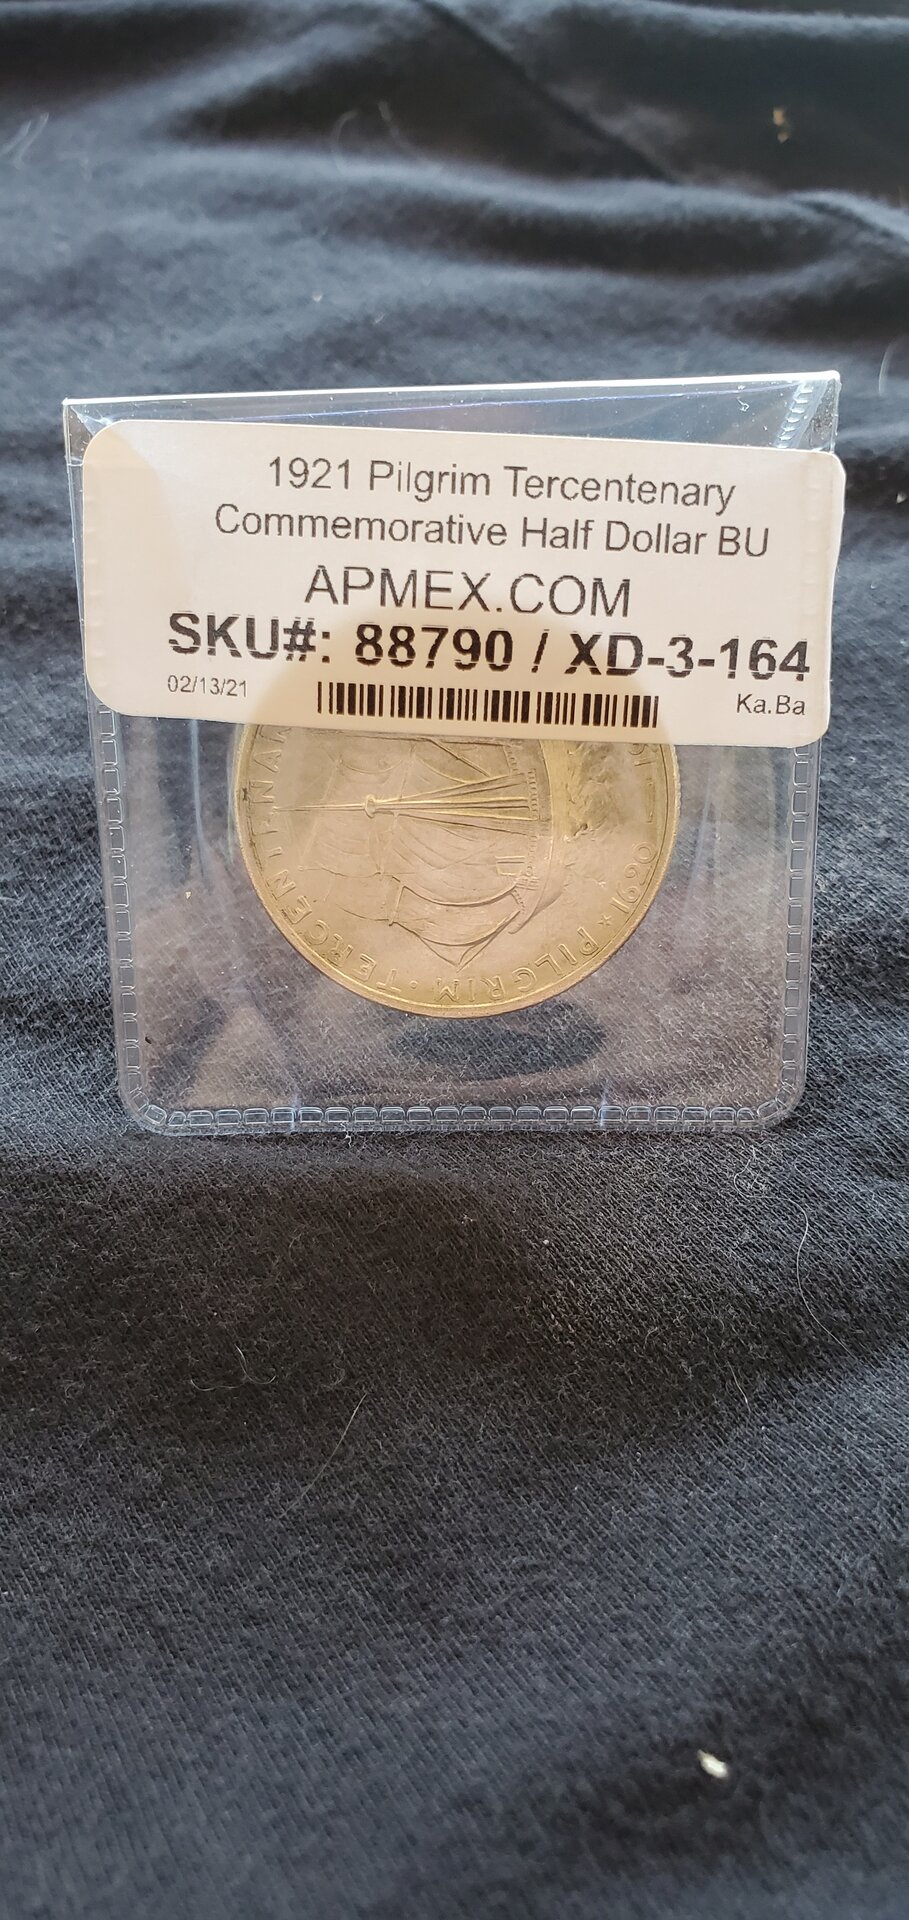 1921 Pilgrim Tercentenary
Commemorative Half Dollar BU
APMEX.COM
SKU#: 88790 / XD-3-164
02/13/21
Ka.Ba
PILGRIM · TERCENTENAR
1620 -